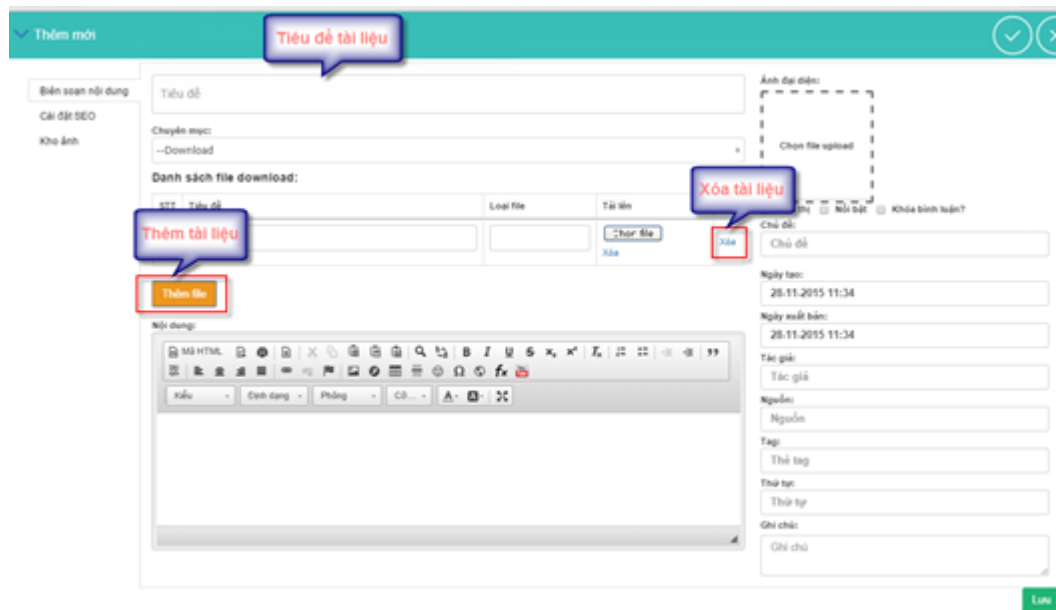 Thêm mới
Tiêu đề tài liệu
Biên soạn nội dung
Cài đặt SEO
Kho ảnh
Tiêu đề
Chuyên mục:
--Download
Danh sách file download:
STT Tiêu đề Loại file Tải lên
Xóa
Xóa
Thêm tài liệu
Xóa tài liệu
Thêm file
Nội dung:
Mã HTML
Kiểu Định dạng Phông Cỡ...
Ảnh đại diện:
Chọn file upload
Nổi bật Khóa bình luận?
Chủ đề:
Chủ đề
Ngày tạo:
28-11-2015 11:34
Ngày xuất bản:
28-11-2015 11:34
Tác giả:
Tác giả
Nguồn:
Nguồn
Tag:
Thẻ tag
Thứ tự:
Thứ tự
Ghi chú:
Ghi chú
Lưu